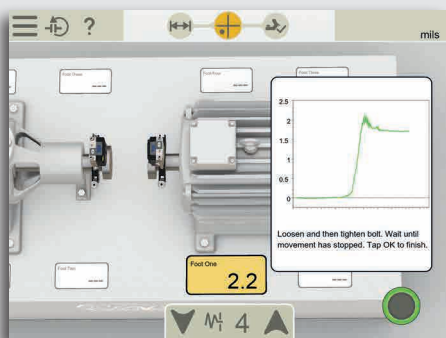 ?
mils
Foot Three
----
Foot Four
----
Foot Three
2.5
2
1.5
1
0.5
0
Loosen and then tighten bolt. Wait until
movement has stopped. Tap OK to finish.
Foot Two
----
Foot One
2.2
----
4